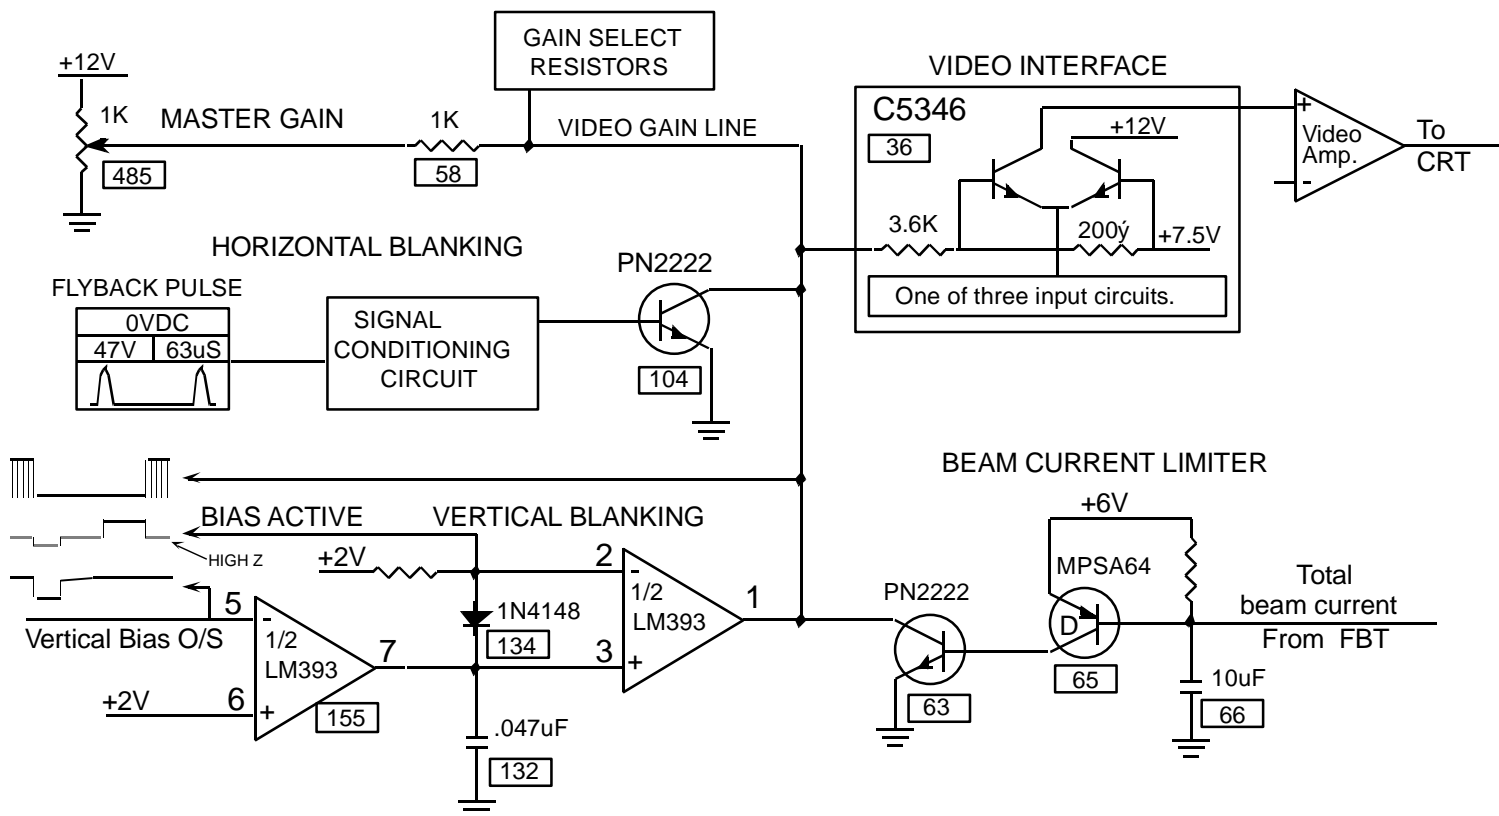 GAIN SELECT
RESISTORS
+12V
1K
MASTER GAIN
1K
VIDEO GAIN LINE
485
58
VIDEO INTERFACE
C5346
36
+12V
3.6K
200ý
+7.5V
One of three input circuits.
+
Video
Amp.
-
To
CRT
HORIZONTAL BLANKING
PN2222
FLYBACK PULSE
0VDC
47V
63uS
SIGNAL
CONDITIONING
CIRCUIT
104
BIAS ACTIVE
VERTICAL BLANKING
HIGH Z
+2V
2
-
1/2
LM393
1
3
+
1N4148
134
5
-
Vertical Bias O/S
1/2
LM393
7
+2V
6
+
155
.047uF
132
BEAM CURRENT LIMITER
+6V
MPSA64
PN2222
D
Total
beam current
From FBT
65
63
10uF
66